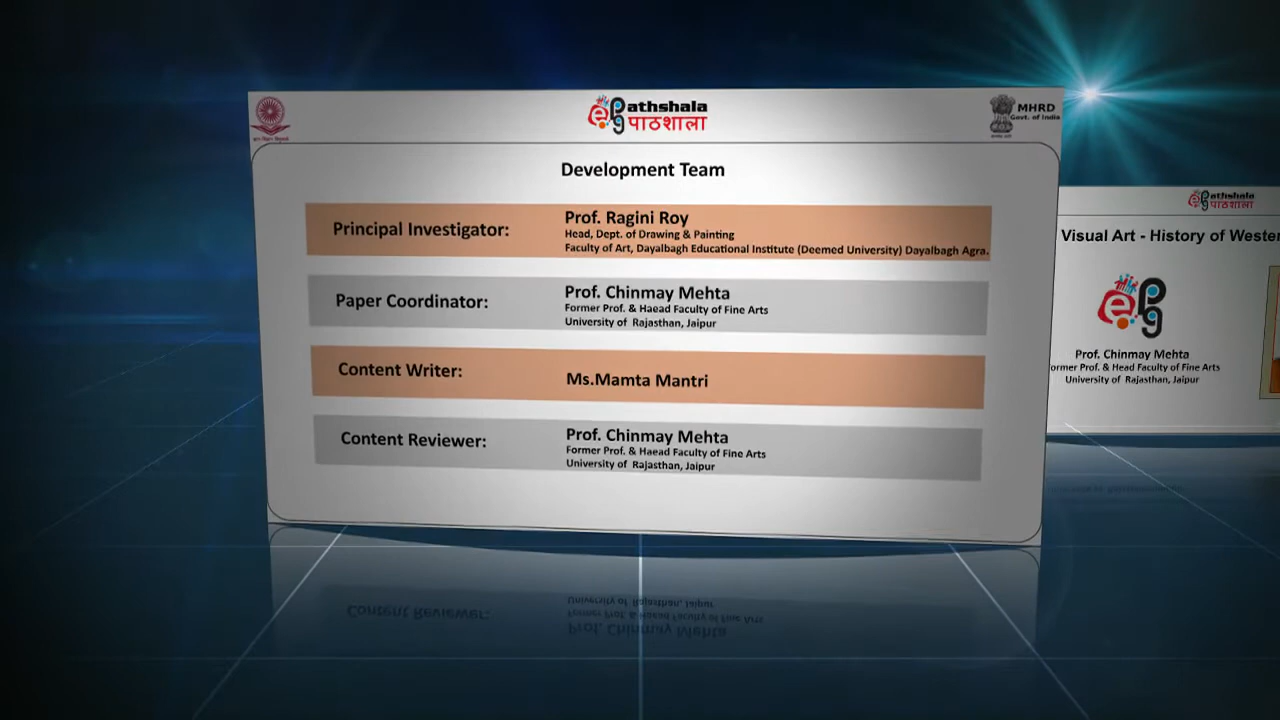 Pathshala
पाठशाला
MHRD
Govt. of India
Development Team
Principal Investigator:
Prof. Ragini Roy
Head, Dept. of Drawing & Painting
Faculty of Art, Dayalbagh Educational Institute (Deemed University) Dayalbagh Agra.
Paper Coordinator:
Prof. Chinmay Mehta
Former Prof. & Haead Faculty of Fine Arts
University of Rajasthan, Jaipur
Content Writer:
Ms.Mamta Mantri
Content Reviewer:
Prof. Chinmay Mehta
Former Prof. & Haead Faculty of Fine Arts
University of Rajasthan, Jaipur
Pathshala
पाठशाला
Visual Art - History of Wester
Prof. Chinmay Mehta
ormer Prof. & Head Faculty of Fine Arts
University of Rajasthan, Jaipur